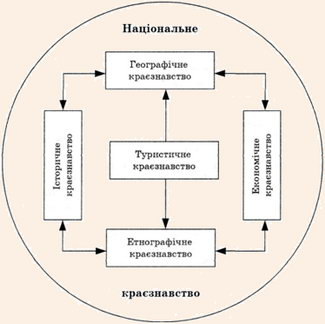 Національне
Географічне
краєзнавство
Історичне
краєзнавство
Туристичне
краєзнавство
Економічне
краєзнавство
Етнографічне
краєзнавство
краєзнавство